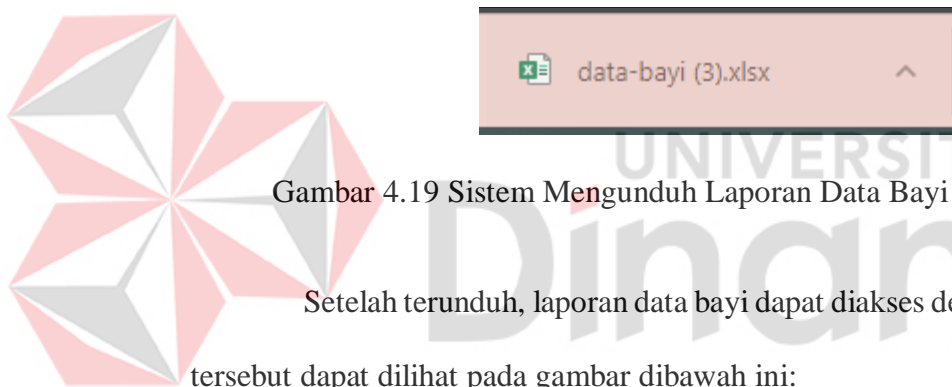 data-bayi (3).xlsx
UNIVERSIT
Gambar 4.19 Sistem Mengunduh Laporan Data Bayi
Dinam
Setelah terunduh, laporan data bayi dapat diakses de
tersebut dapat dilihat pada gambar dibawah ini: